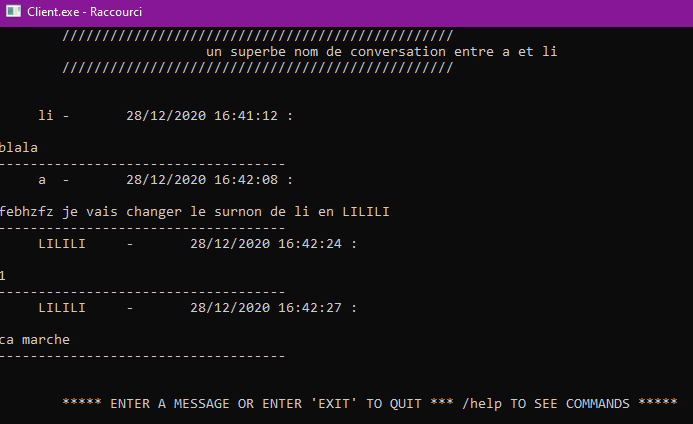 Client.exe - Raccourci
/////////////////////////////////////////////////
un superbe nom de conversation entre a et li
/////////////////////////////////////////////////
li - 28/12/2020 16:41:12 :
blala
------------------------------------
a - 28/12/2020 16:42:08 :
febhzfz je vais changer le surnon de li en LILILI
------------------------------------
LILILI - 28/12/2020 16:42:24 :
1
------------------------------------
LILILI - 28/12/2020 16:42:27 :
ca marche
------------------------------------
***** ENTER A MESSAGE OR ENTER 'EXIT' TO QUIT *** /help TO SEE COMMANDS *****